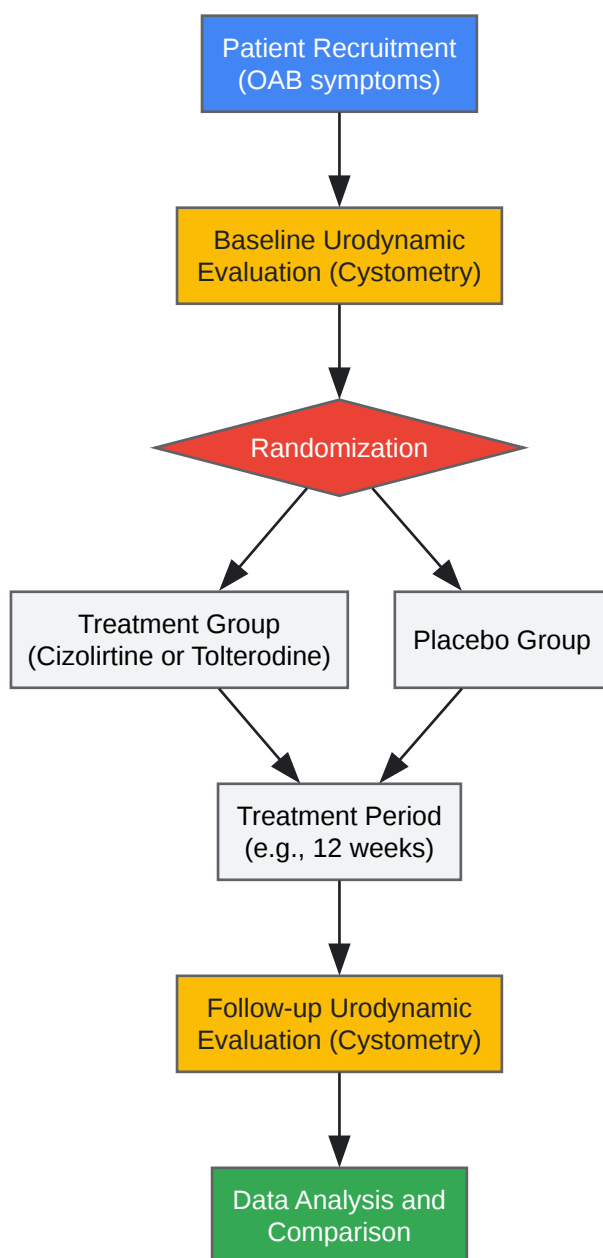 Patient Recruitment
(OAB symptoms)
Baseline Urodynamic
Evaluation (Cystometry)
Randomization
Treatment Group
(Cizolirtine or Tolterodine)
Placebo Group
Treatment Period
(e.g., 12 weeks)
Follow-up Urodynamic
Evaluation (Cystometry)
Data Analysis and
Comparison